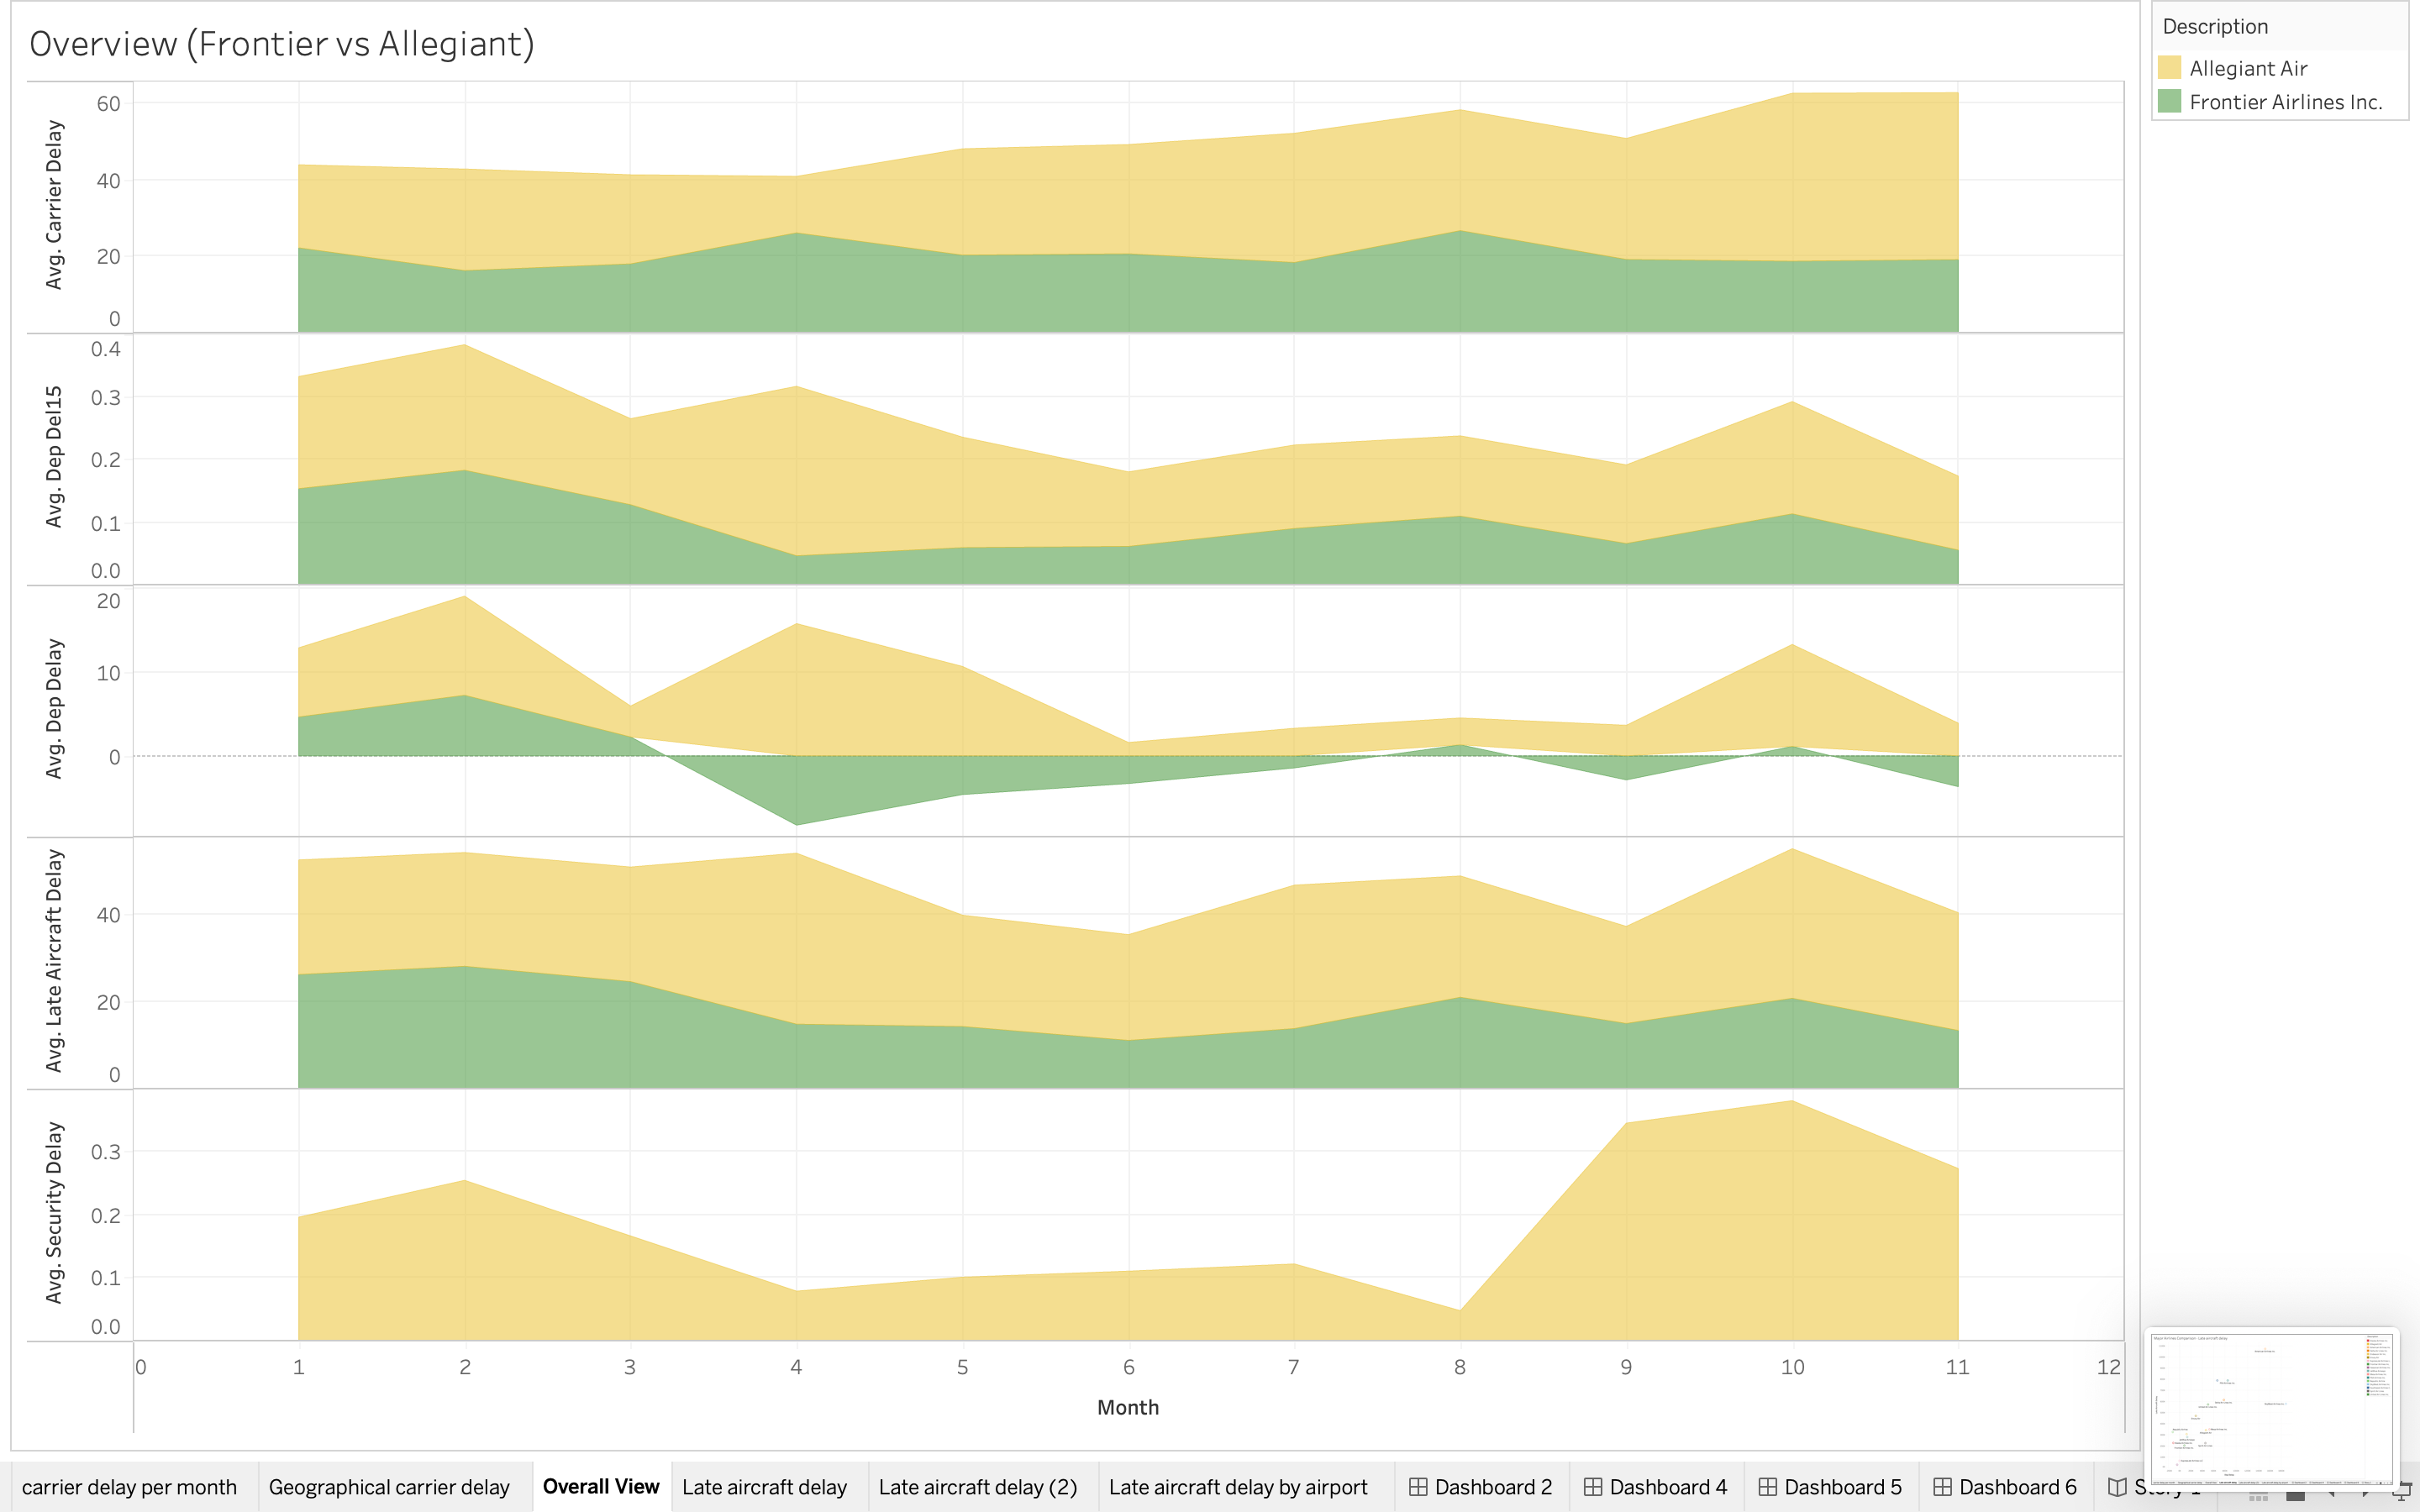 Overview (Frontier vs Allegiant)
Description
Allegiant Air
Frontier Airlines Inc.
Avg. Carrier Delay
60
40
20
0
Avg. Dep Del15
0.4
0.3
0.2
0.1
0.0
Avg. Dep Delay
20
10
0
Avg. Late Aircraft Delay
40
20
0
Avg. Security Delay
0.3
0.2
0.1
0.0
0 1 2 3 4 5 6 7 8 9 10 11 12
Month
carrier delay per month Geographical carrier delay Overall View Late aircraft delay Late aircraft delay (2) Late aircraft delay by airport Dashboard 2 Dashboard 4 Dashboard 5 Dashboard 6 Story 1